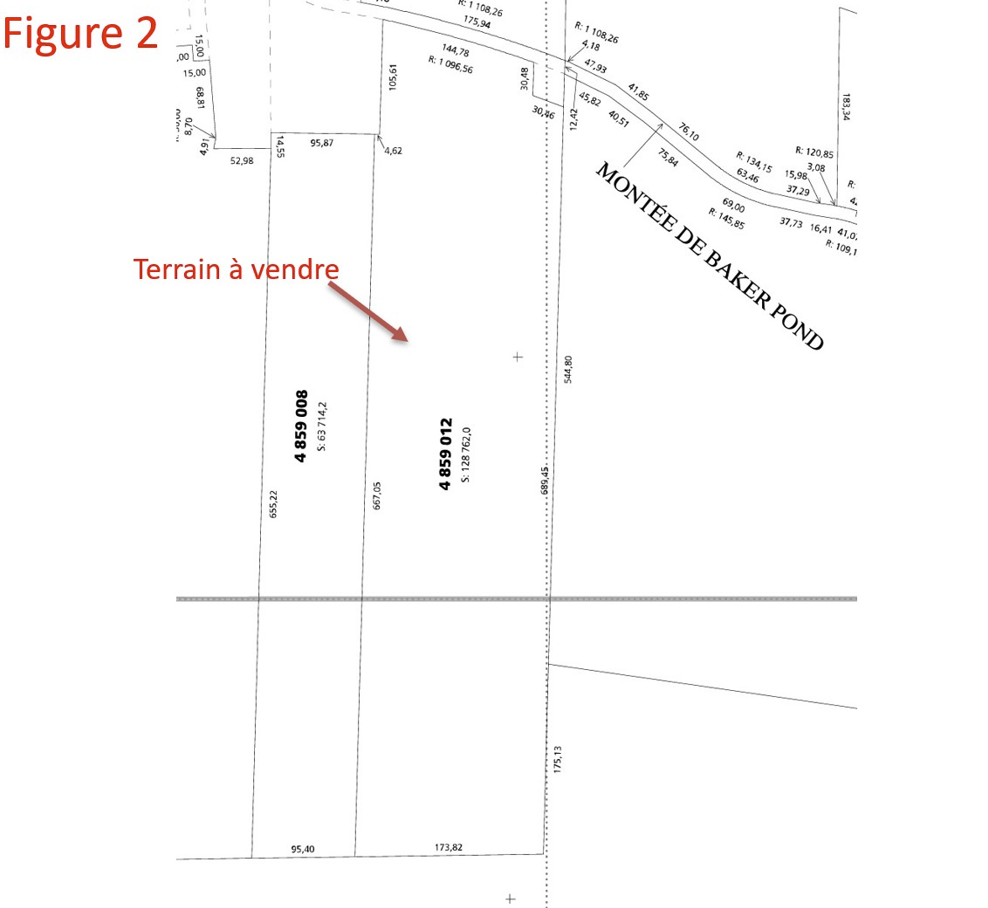 Figure 2
R: 1 108,26
175,94
R: 1 108,26
4,18
144,78
R: 1 096,56
47,93
41,85
76,10
30,48
30,46
45,82
40,51
12,42
75,84
105,61
183,34
15,00
,00
15,00
68,81
8,70
4,91
52,98
14,55
95,87
4,62
R: 120,85
3,08
R: 134,15
15,98
63,46
37,29
R:
69,00
R: 145,85
37,73
16,41
R: 109,1
MONTÉE DE BAKER POND
Terrain à vendre
4 859 008
S: 63 714,2
4 859 012
S: 128 762,0
544,80
689,45
655,22
667,05
175,13
95,40
173,82